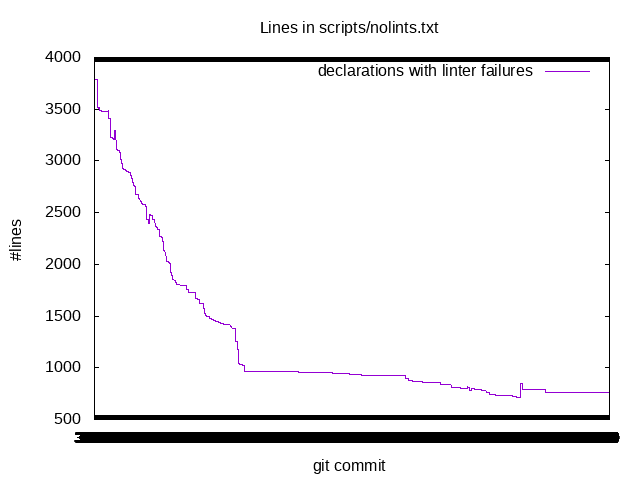 Lines in scripts/nolints.txt
declarations with linter failures
4000
3500
3000
2500
2000
1500
1000
500
#lines
git commit